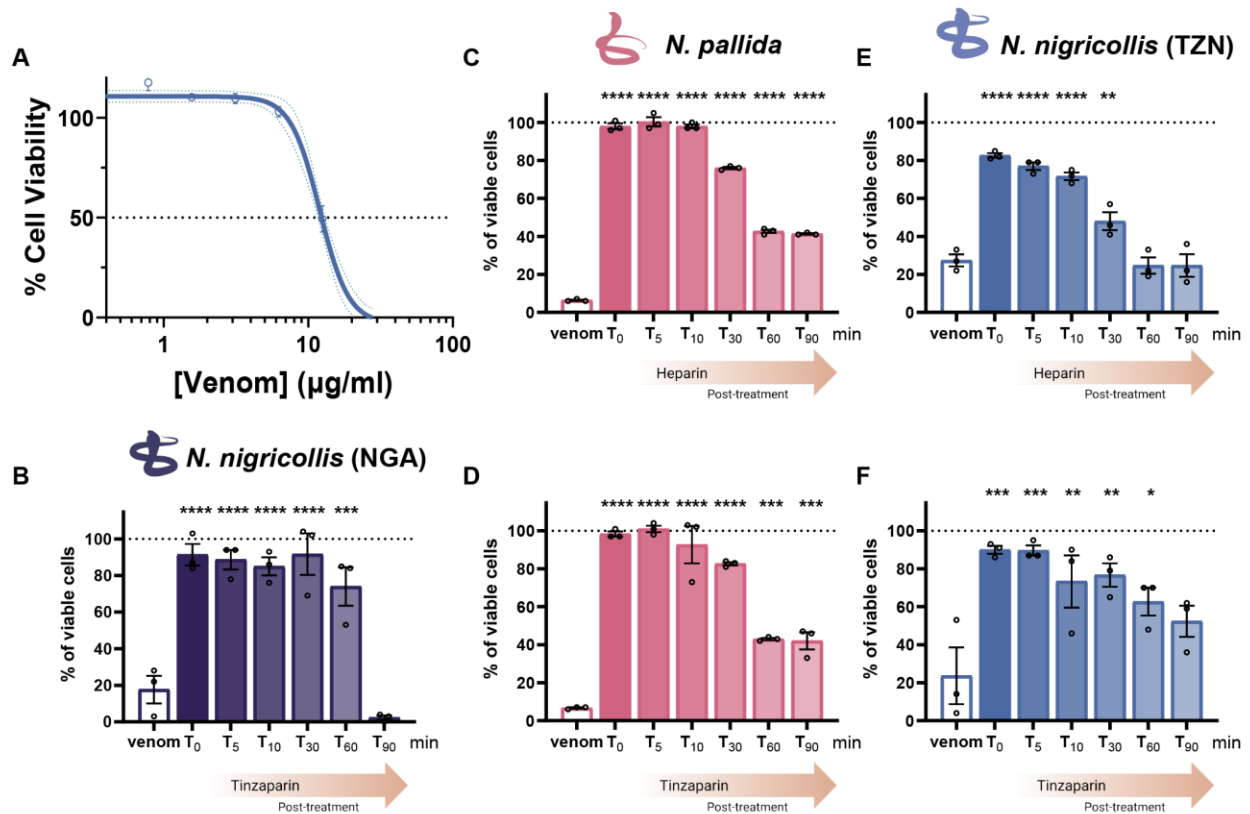 A
% Cell Viability
100
50
0
1
10
100
[Venom] (µg/ml)
N. nigricollis (NGA)
B
**** **** **** **** ***
% of viable cells
100
80
60
40
20
0
venom T0 T5 T10 T30 T60 T90 min
Tinzaparin
Post-treatment
N. pallida
C
**** **** **** **** **** ****
% of viable cells
100
80
60
40
20
0
venom T0 T5 T10 T30 T60 T90 min
Heparin
Post-treatment
D
**** **** **** **** *** ***
% of viable cells
100
80
60
40
20
0
venom T0 T5 T10 T30 T60 T90 min
Tinzaparin
Post-treatment
N. nigricollis (TZN)
E
**** **** **** **
% of viable cells
100
80
60
40
20
0
venom T0 T5 T10 T30 T60 T90 min
Heparin
Post-treatment
F
*** *** ** ** *
% of viable cells
100
80
60
40
20
0
venom T0 T5 T10 T30 T60 T90 min
Tinzaparin
Post-treatment